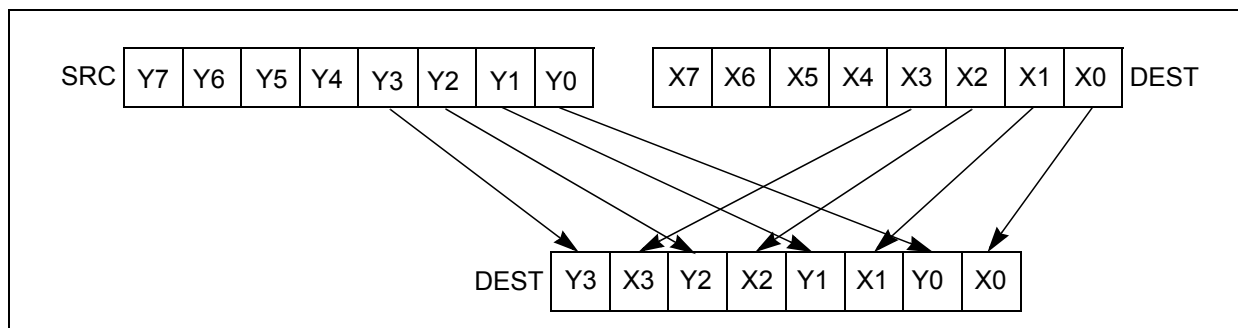 SRC Y7 Y6 Y5 Y4 Y3 Y2 Y1 Y0 X7 X6 X5 X4 X3 X2 X1 X0 DEST
DEST Y3 X3 Y2 X2 Y1 X1 Y0 X0